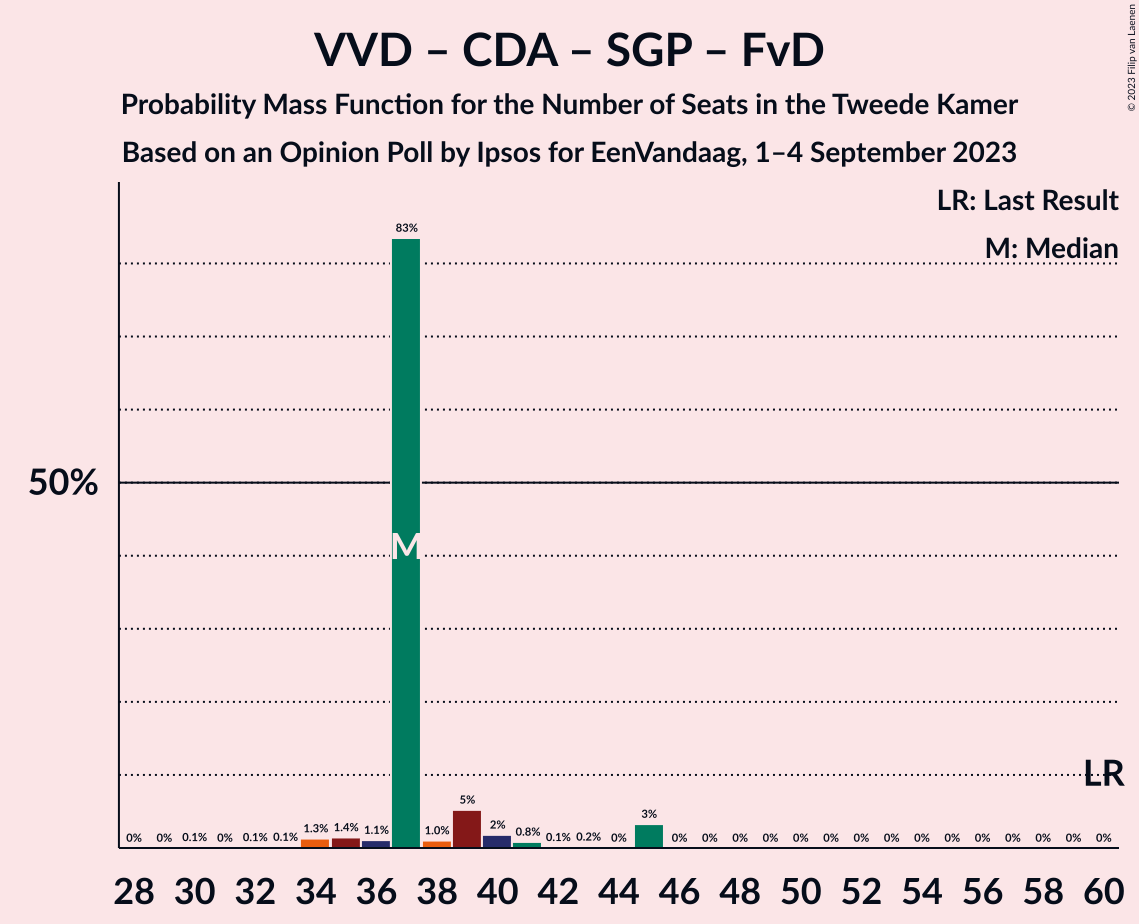 VVD – CDA – SGP – FvD
Probability Mass Function for the Number of Seats in the Tweede Kamer
Based on an Opinion Poll by Ipsos for EenVandaag, 1–4 September 2023
© 2023 Filip van Laenen
LR: Last Result
M: Median
83%
50%
M
LR
0% 0% 0.1% 0% 0.1% 0.1% 1.3% 1.4% 1.1% 1.0% 5% 2% 0.8% 0.1% 0.2% 0% 3% 0% 0% 0% 0% 0% 0% 0% 0% 0% 0% 0% 0% 0% 0% 0%
28 30 32 34 36 38 40 42 44 46 48 50 52 54 56 58 60